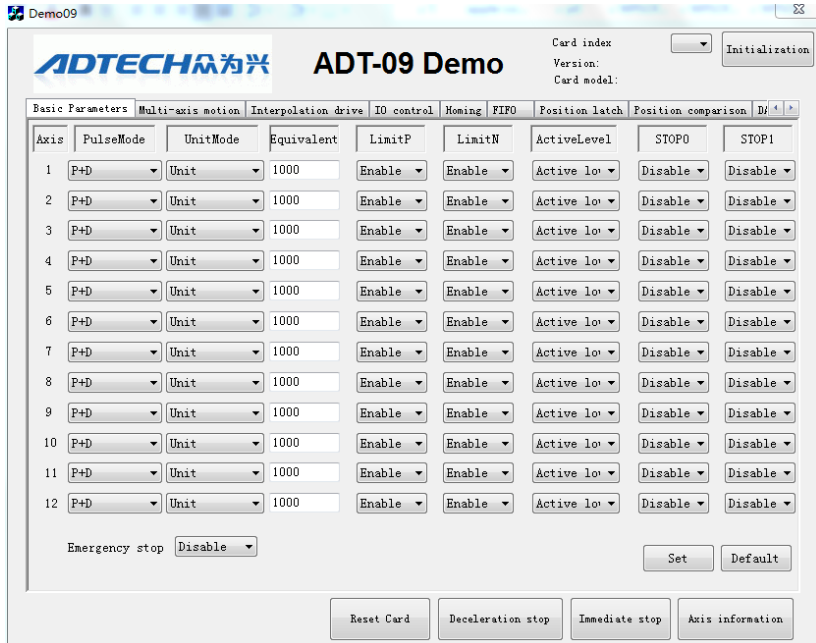 Demo09
ADTECH众为兴 ADT-09 Demo
Card index
Version:
Card model:
Initialization
Basic Parameters Multi-axis motion Interpolation drive IO control Homing FIFO Position latch Position comparison
Axis PulseMode UnitMode Equivalent LimitP LimitN ActiveLevel STOP0 STOP1
1 P+D Unit 1000 Enable Enable Active lo Disable Disable
2 P+D Unit 1000 Enable Enable Active lo Disable Disable
3 P+D Unit 1000 Enable Enable Active lo Disable Disable
4 P+D Unit 1000 Enable Enable Active lo Disable Disable
5 P+D Unit 1000 Enable Enable Active lo Disable Disable
6 P+D Unit 1000 Enable Enable Active lo Disable Disable
7 P+D Unit 1000 Enable Enable Active lo Disable Disable
8 P+D Unit 1000 Enable Enable Active lo Disable Disable
9 P+D Unit 1000 Enable Enable Active lo Disable Disable
10 P+D Unit 1000 Enable Enable Active lo Disable Disable
11 P+D Unit 1000 Enable Enable Active lo Disable Disable
12 P+D Unit 1000 Enable Enable Active lo Disable Disable
Emergency stop Disable
Set Default
Reset Card Deceleration stop Immediate stop Axis information